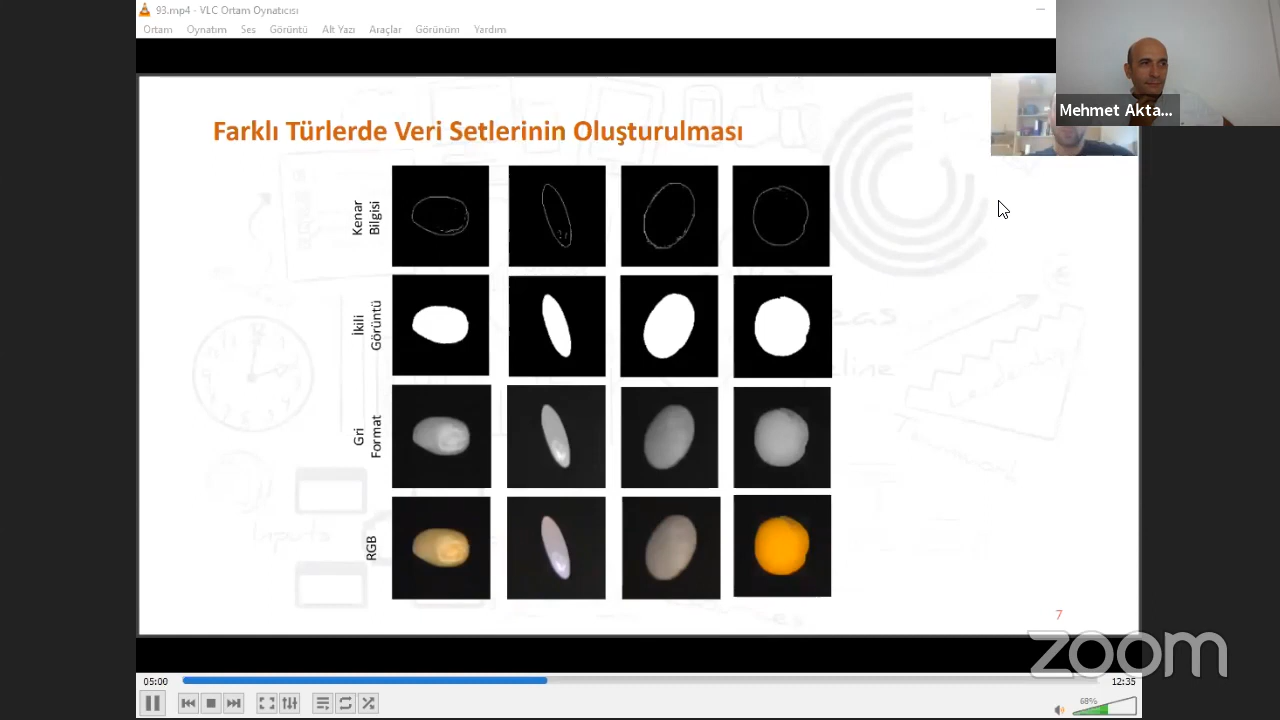 93.mp4 - VLC Ortam Oynatıcısı
Ortam Oynatım Ses Görüntü Alt Yazı Araçlar Görünüm Yardım
Mehmet Akta...
Farklı Türlerde Veri Setlerinin Oluşturulması
Kenar
Bilgisi
İkili
Görüntü
Gri
Format
RGB
7
zoom
05:00
12:35
68%